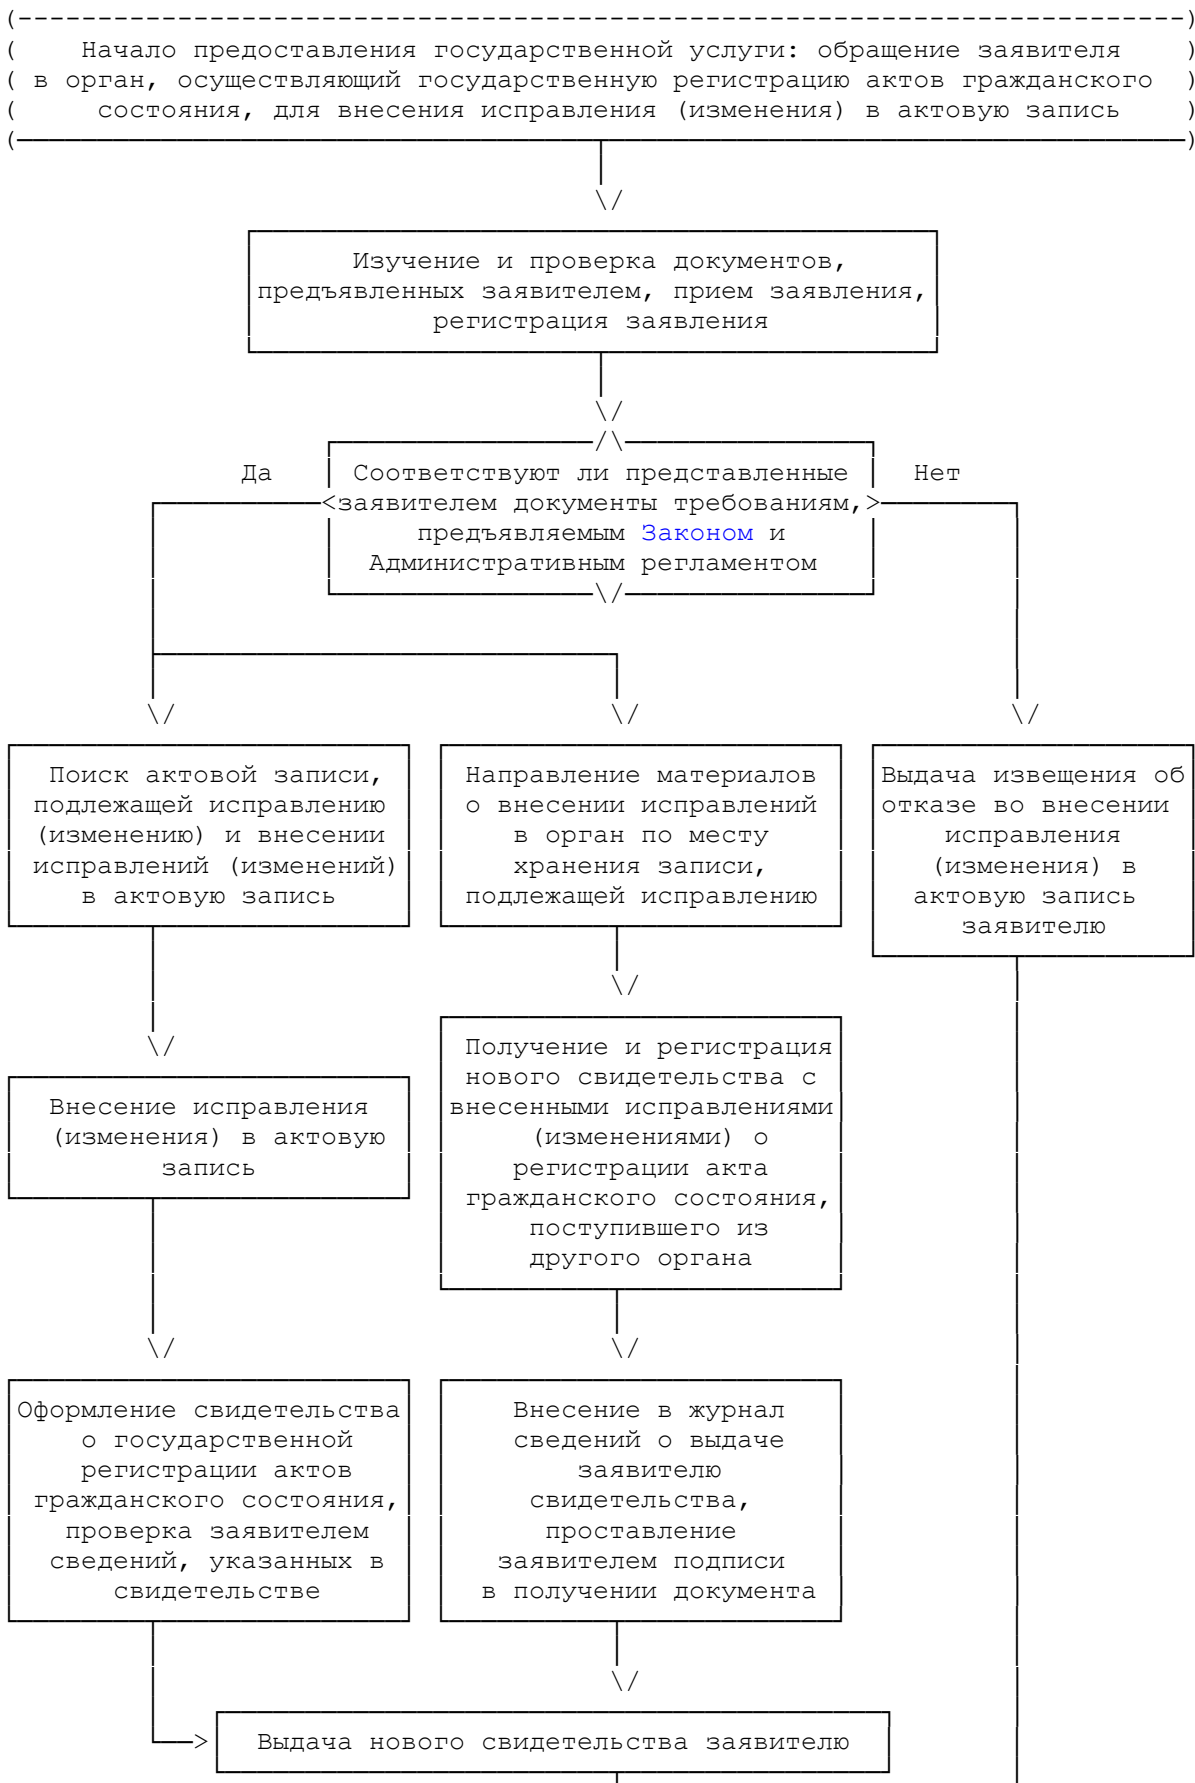 Начало предоставления государственной услуги: обращение заявителя
в орган, осуществляющий государственную регистрацию актов гражданского
состояния, для внесения исправления (изменения) в актовую запись
Изучение и проверка документов,
предъявленных заявителем, прием заявления,
регистрация заявления
Да
Соответствуют ли представленные
заявителем документы требованиям,
предъявляемым Законом и
Административным регламентом
Нет
Поиск актовой записи,
подлежащей исправлению
(изменению) и внесении
исправлений (изменений)
в актовую запись
Направление материалов
о внесении исправлений
в орган по месту
хранения записи,
подлежащей исправлению
Выдача извещения об
отказе во внесении
исправления
(изменения) в
актовую запись
заявителю
Внесение исправления
(изменения) в актовую
запись
Получение и регистрация
нового свидетельства с
внесенными исправлениями
(изменениями) о
регистрации акта
гражданского состояния,
поступившего из
другого органа
Оформление свидетельства
о государственной
регистрации актов
гражданского состояния,
проверка заявителем
сведений, указанных в
свидетельстве
Внесение в журнал
сведений о выдаче
заявителю
свидетельства,
проставление
заявителем подписи
в получении документа
Выдача нового свидетельства заявителю